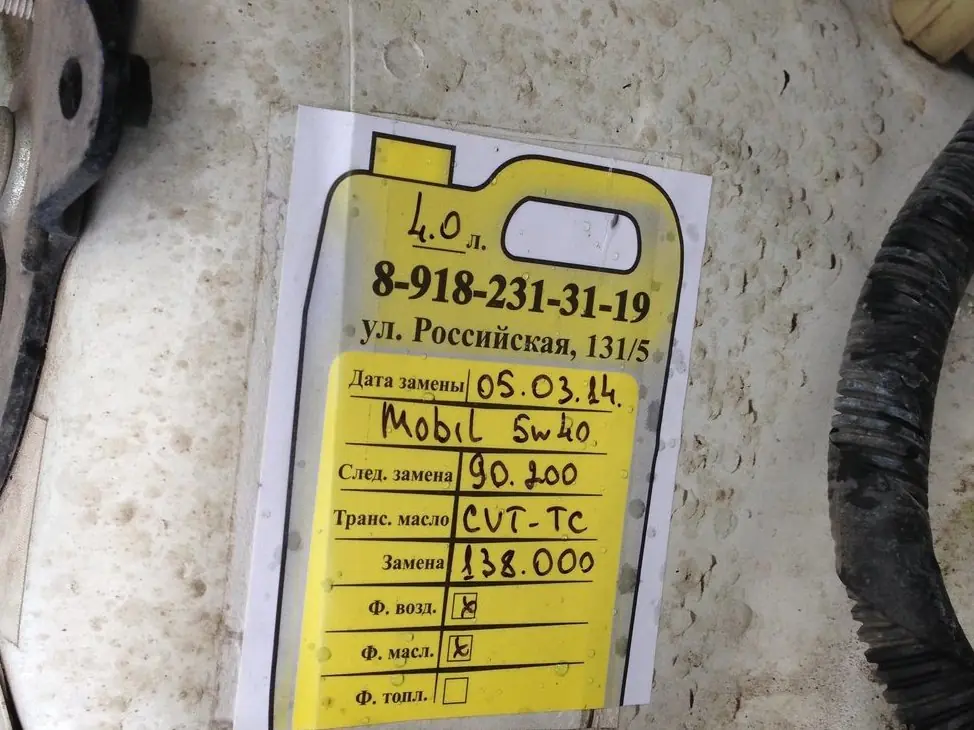 4.0 л.
8-918-231-31-19
ул. Российская, 131/5
Дата замены 05.03.14.
Mobil 5w40
След. замена 90.200
Транс. масло CVT-TC
Замена 138.000
Ф. возд. x
Ф. масл. x
Ф. топл.